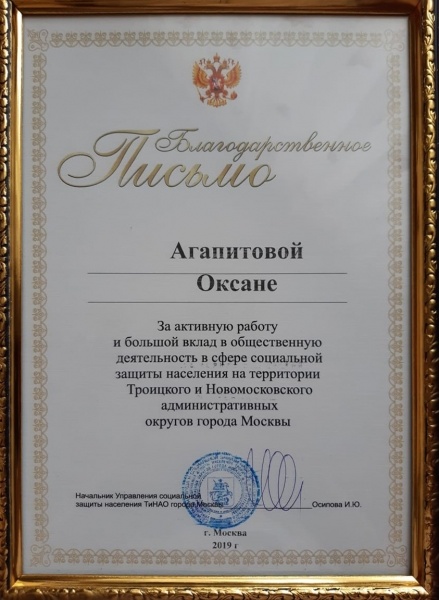 Благодарственное
Письмо
Агапитовой
Оксане
За активную работу
и большой вклад в общественную
деятельность в сфере социальной
защиты населения на территории
Троицкого и Новомосковского
административных
округов города Москвы
Начальник Управления социальной
защиты населения ТиНАО города Москвы
Осипова И.Ю.
г. Москва
2019 г